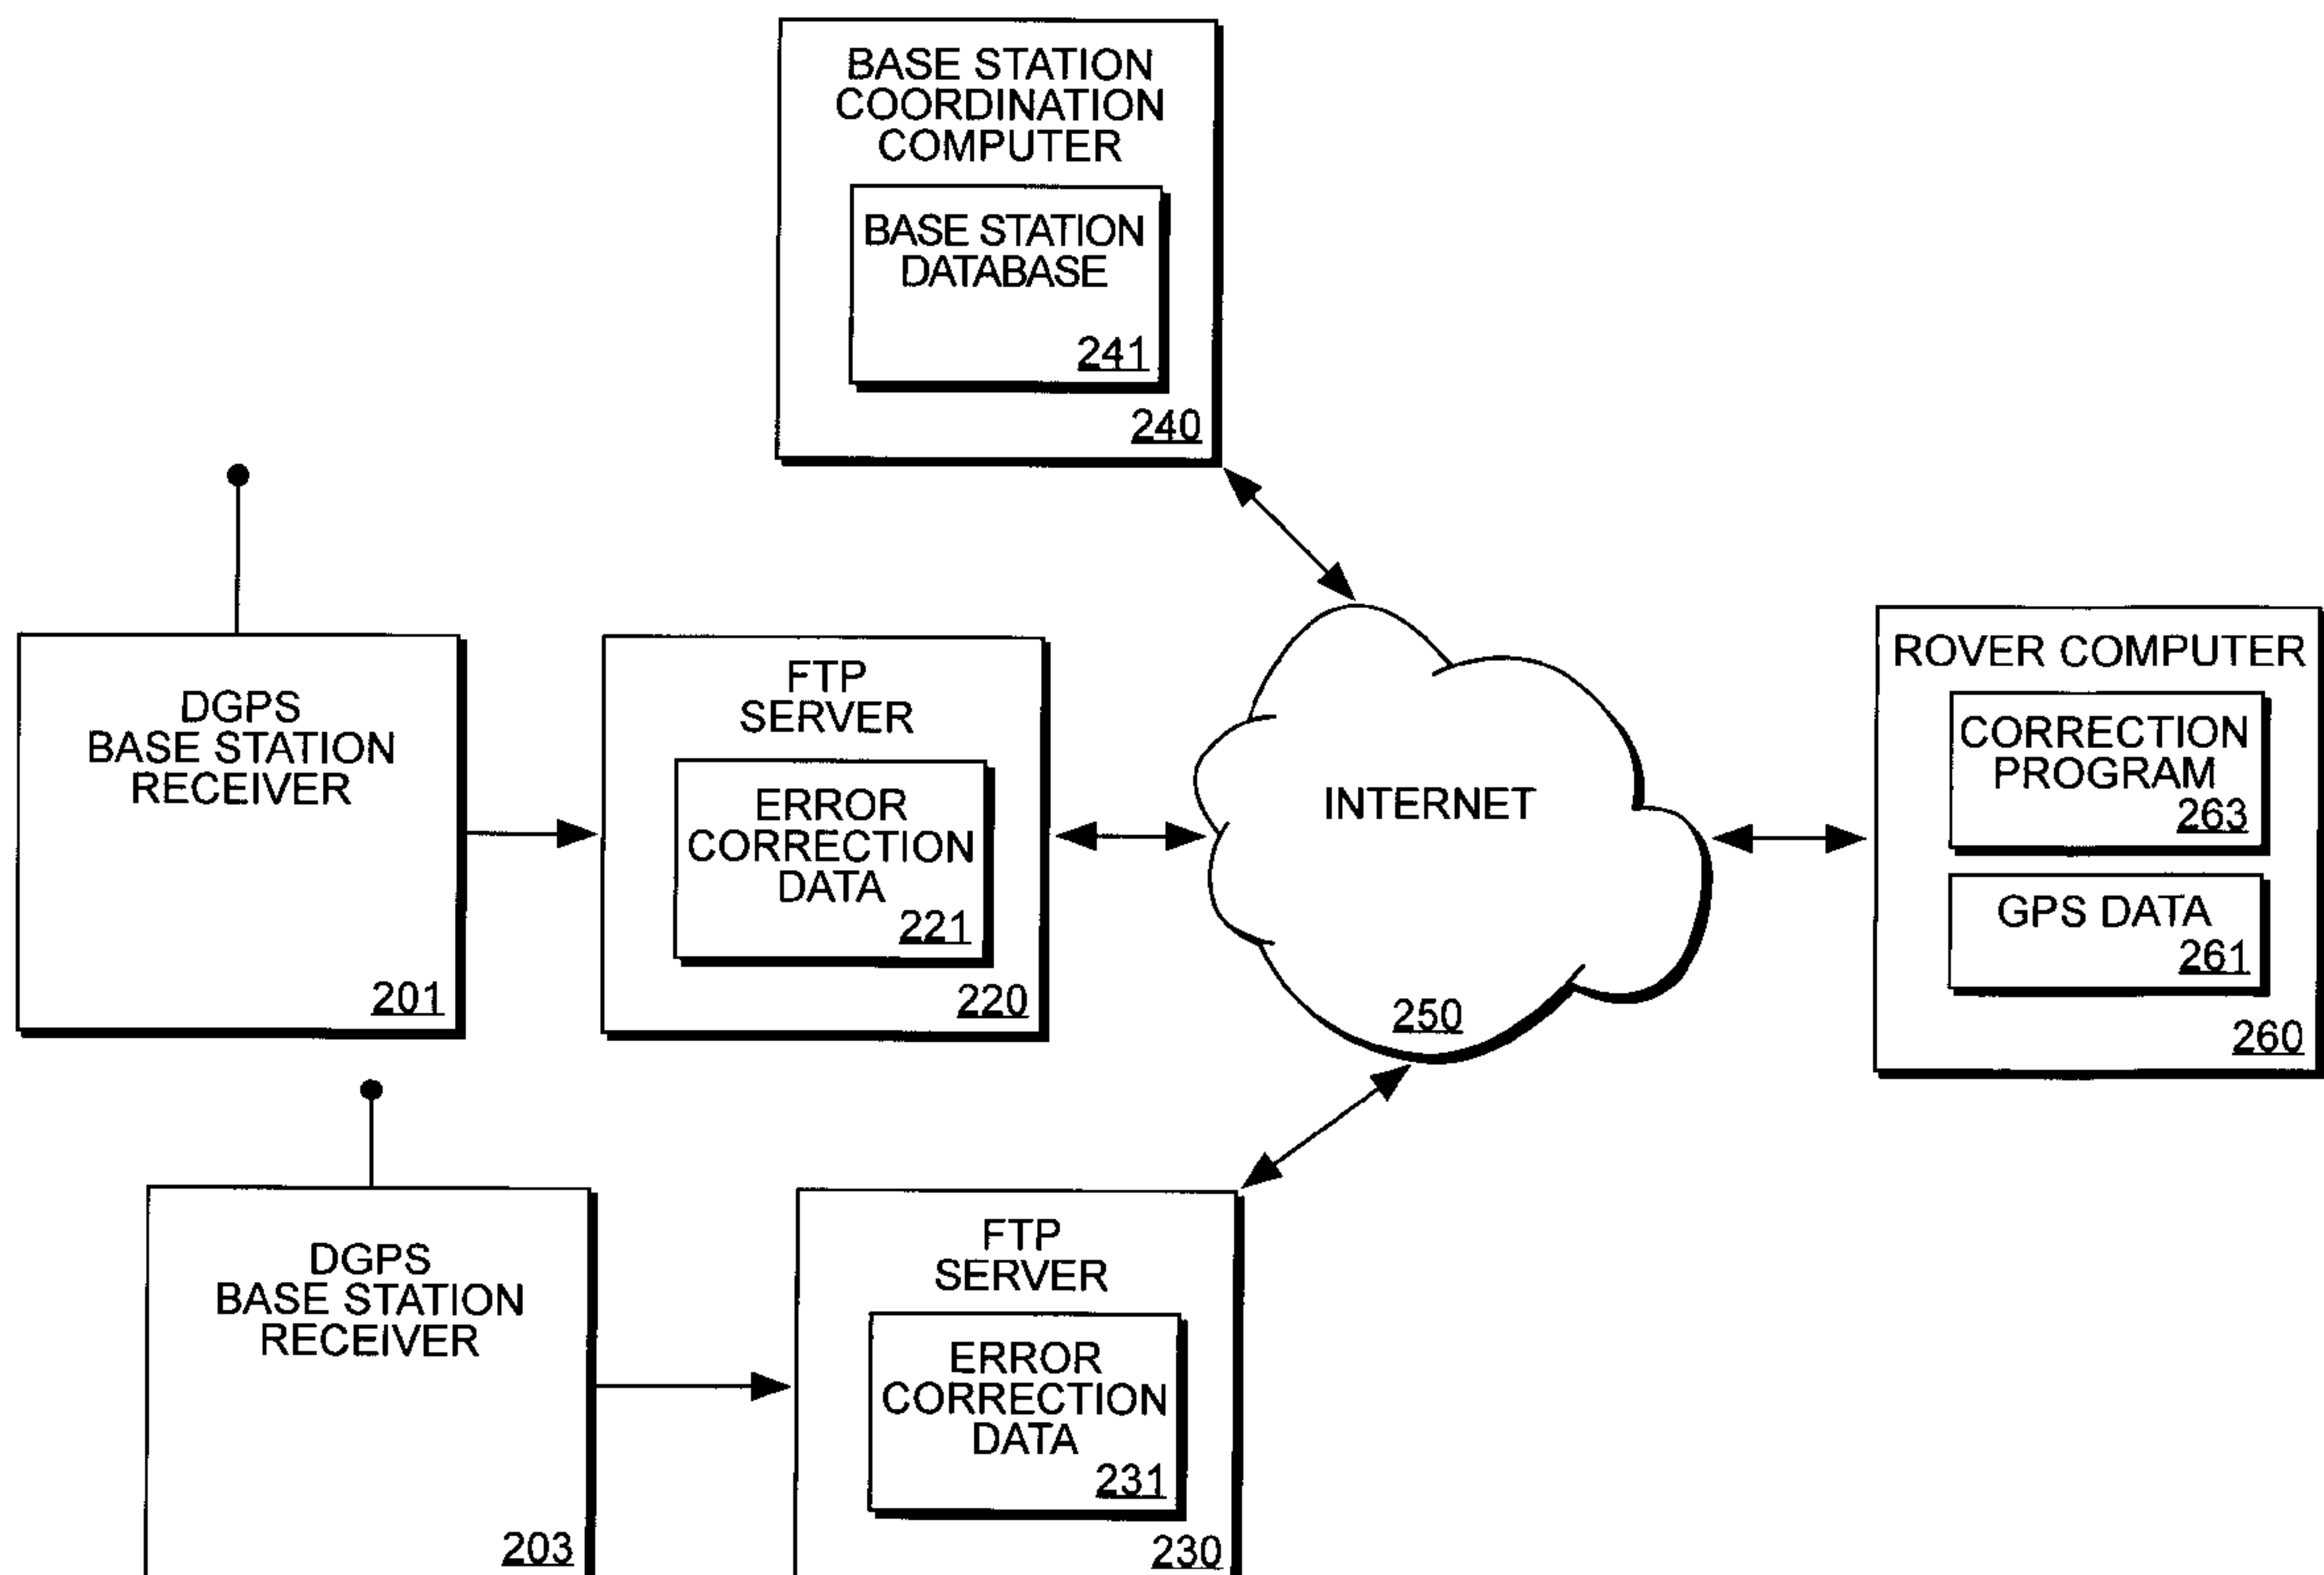 BASE STATION
COORDINATION
COMPUTER
BASE STATION
DATABASE
241
240
DGPS
BASE STATION
RECEIVER
201
FTP
SERVER
ERROR
CORRECTION
DATA
221
220
INTERNET
250
ROVER COMPUTER
CORRECTION
PROGRAM
263
GPS DATA
261
260
DGPS
BASE STATION
RECEIVER
203
FTP
SERVER
ERROR
CORRECTION
DATA
231
230